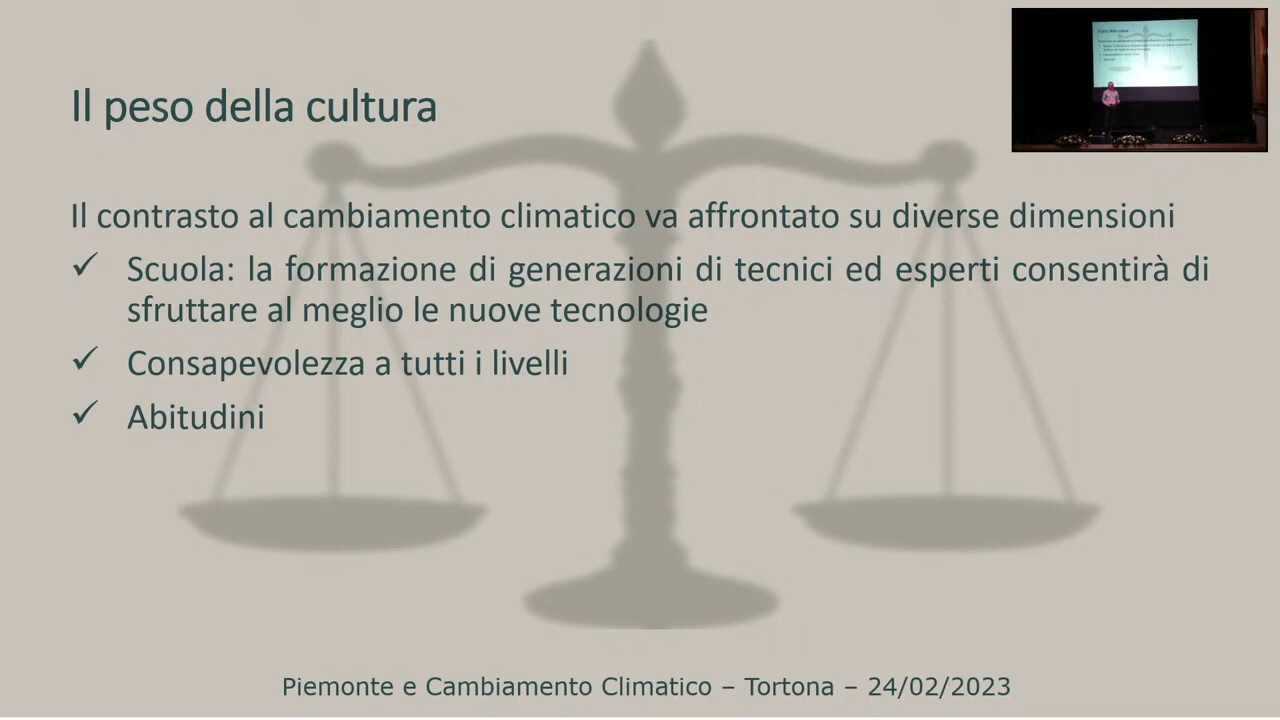 Il peso della cultura
Il contrasto al cambiamento climatico va affrontato su diverse dimensioni
✓ Scuola: la formazione di generazioni di tecnici ed esperti consentirà di
sfruttare al meglio le nuove tecnologie
✓ Consapevolezza a tutti i livelli
✓ Abitudini
Piemonte e Cambiamento Climatico – Tortona – 24/02/2023